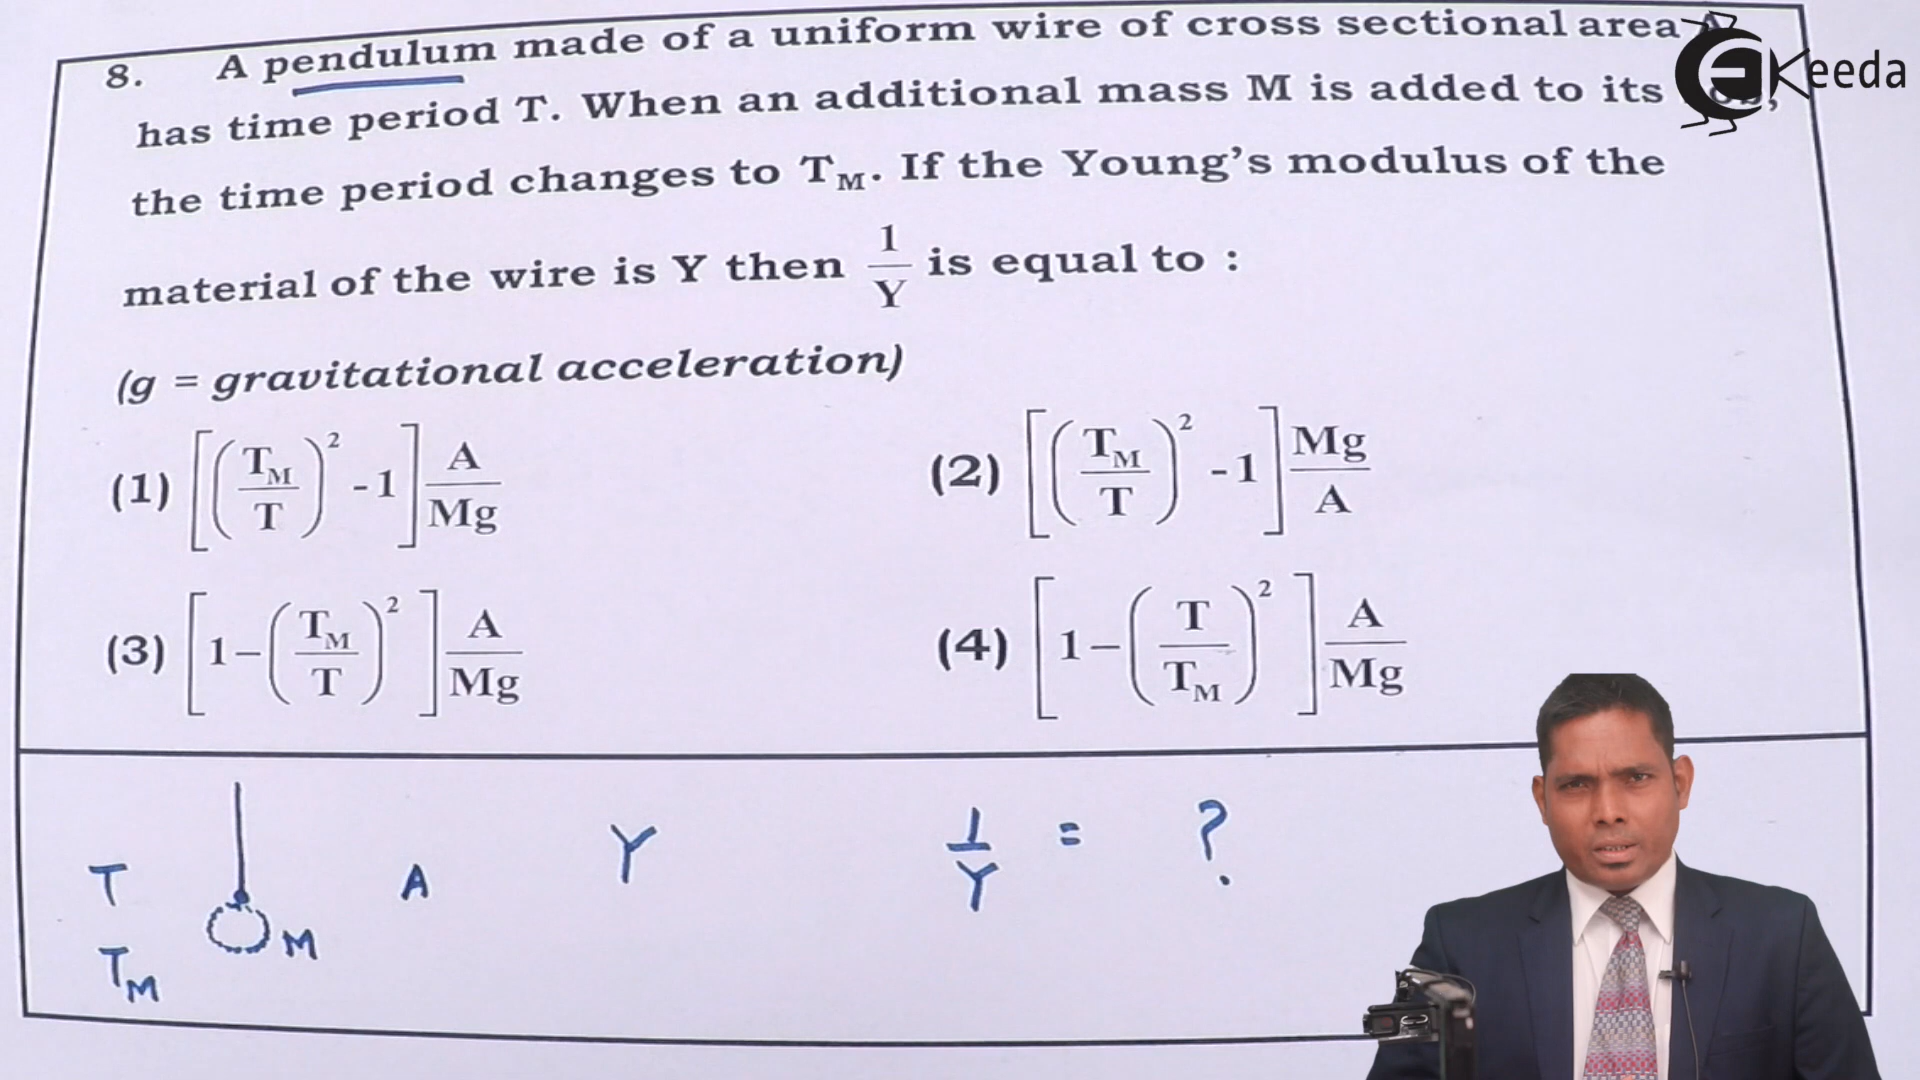 8. A pendulum made of a uniform wire of cross sectional area
has time period T. When an additional mass M is added to its
the time period changes to T_M. If the Young's modulus of the
material of the wire is Y then 1/Y is equal to :
(g = gravitational acceleration)
(1) [(T_M/T)² - 1] A/Mg
(2) [(T_M/T)² - 1] Mg/A
(3) [1 - (T_M/T)²] A/Mg
(4) [1 - (T/T_M)²] A/Mg
T A Y 1/Y = ?
T_M M
Keeda